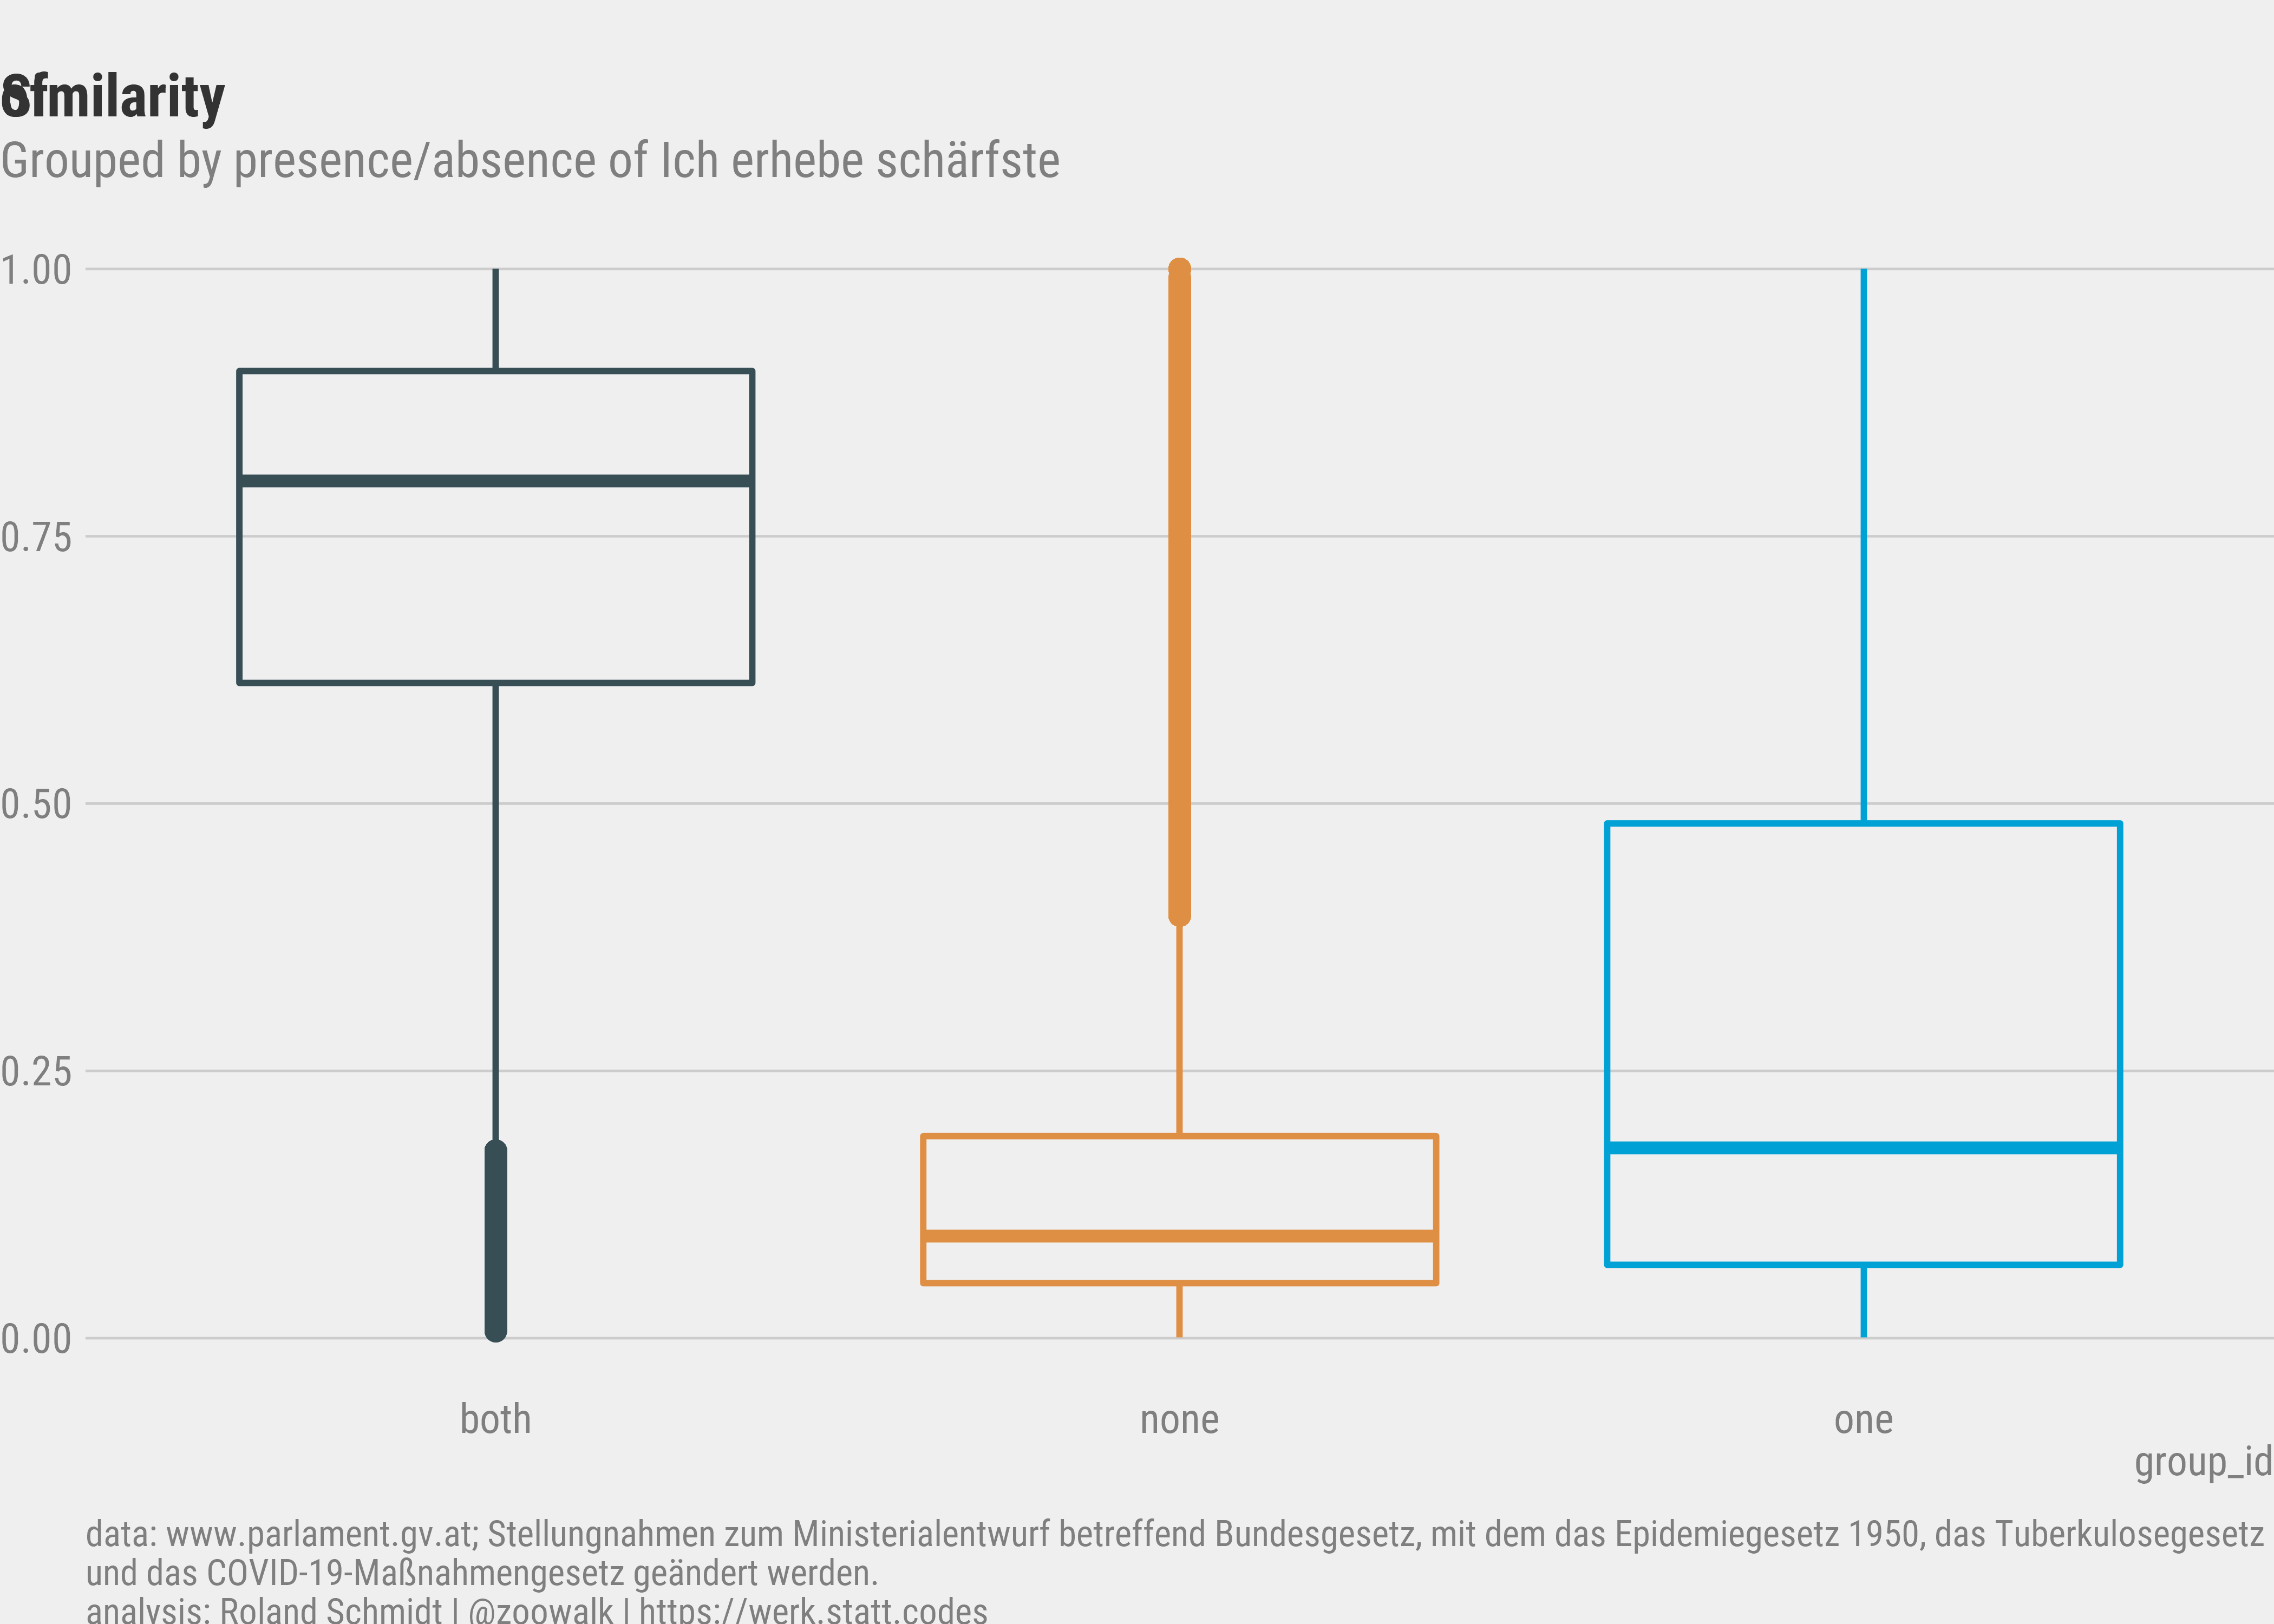 Similarity
Grouped by presence/absence of Ich erhebe schärfste
1.00
0.75
0.50
0.25
0.00
both
none
one
group_id
data: www.parlament.gv.at; Stellungnahmen zum Ministerialentwurf betreffend Bundesgesetz, mit dem das Epidemiegesetz 1950, das Tuberkulosegesetz
und das COVID-19-Maßnahmengesetz geändert werden.
analysis: Roland Schmidt | @zoowalk | https://werk.statt.codes